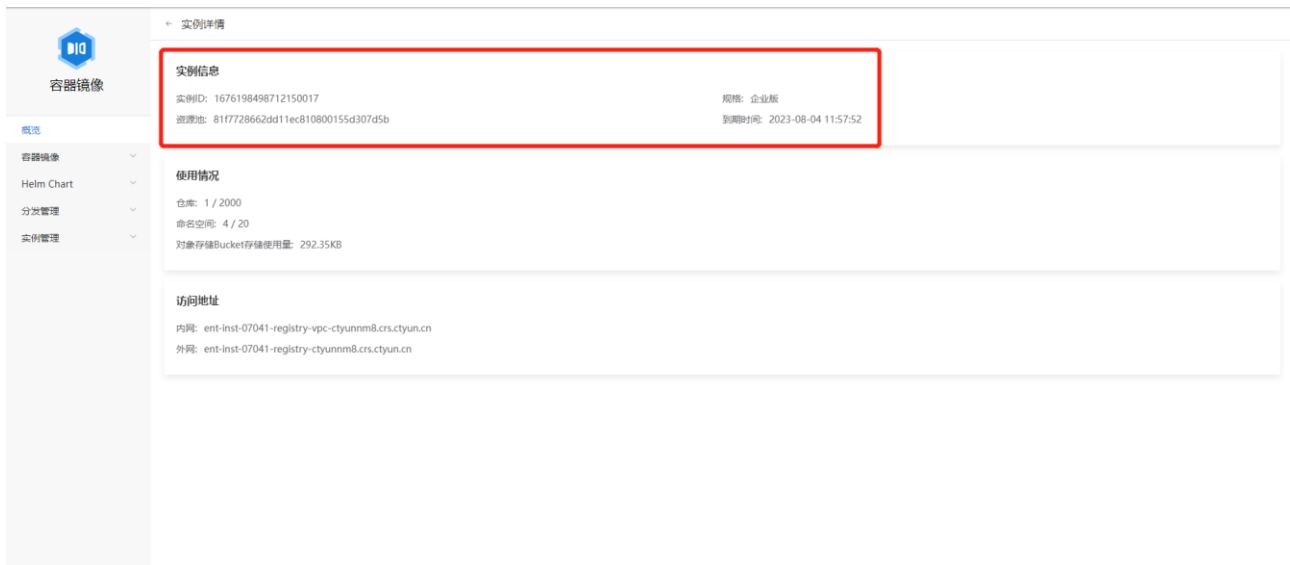 ← 实例详情
容器镜像
概览
容器镜像
Helm Chart
分发管理
实例管理
实例信息
实例ID: 1676198498712150017
规格: 企业版
资源池: 81f7728662dd11ec810800155d307d5b
到期时间: 2023-08-04 11:57:52
使用情况
仓库: 1 / 2000
命名空间: 4 / 20
对象存储Bucket存储使用量: 292.35KB
访问地址
内网: ent-inst-07041-registry-vpc-ctyunnm8.crs.ctyun.cn
外网: ent-inst-07041-registry-ctyunnm8.crs.ctyun.cn